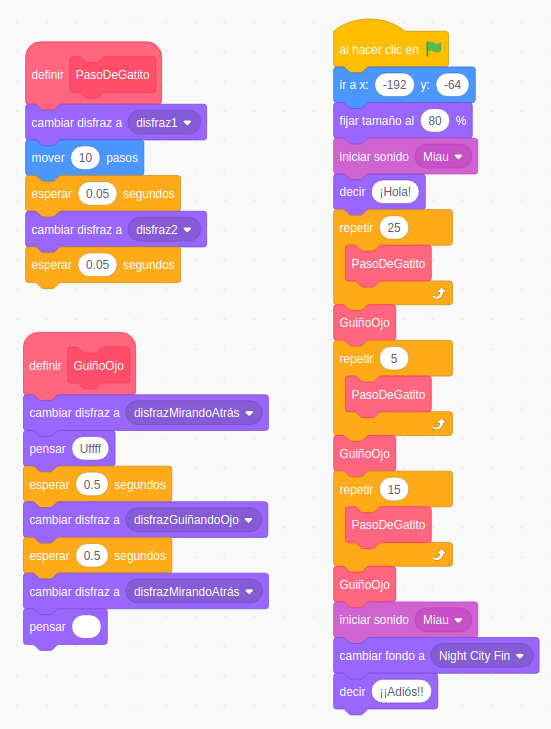 definir PasoDeGatito
cambiar disfraz a disfraz1
mover 10 pasos
esperar 0.05 segundos
cambiar disfraz a disfraz2
esperar 0.05 segundos
definir GuiñoOjo
cambiar disfraz a disfrazMirandoAtrás
pensar Uffff
esperar 0.5 segundos
cambiar disfraz a disfrazGuiñandoOjo
esperar 0.5 segundos
cambiar disfraz a disfrazMirandoAtrás
pensar
al hacer clic en
ir a x: -192 y: -64
fijar tamaño al 80 %
iniciar sonido Miau
decir ¡Hola!
repetir 25
PasoDeGatito
GuiñoOjo
repetir 5
PasoDeGatito
GuiñoOjo
repetir 15
PasoDeGatito
GuiñoOjo
iniciar sonido Miau
cambiar fondo a Night City Fin
decir ¡¡Adiós!!